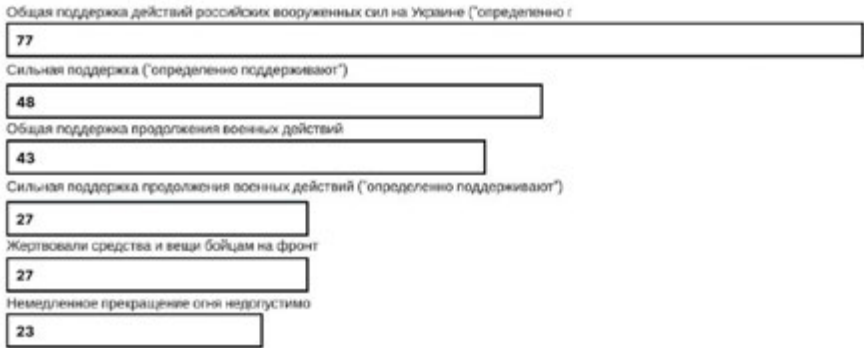 Общая поддержка действий российских вооруженных сил на Украине ("определенно г
77
Сильная поддержка ("определенно поддерживают")
48
Общая поддержка продолжения военных действий
43
Сильная поддержка продолжения военных действий ("определенно поддерживают")
27
Жертвовали средства и вещи бойцам на фронт
27
Немедленное прекращение огня недопустимо
23